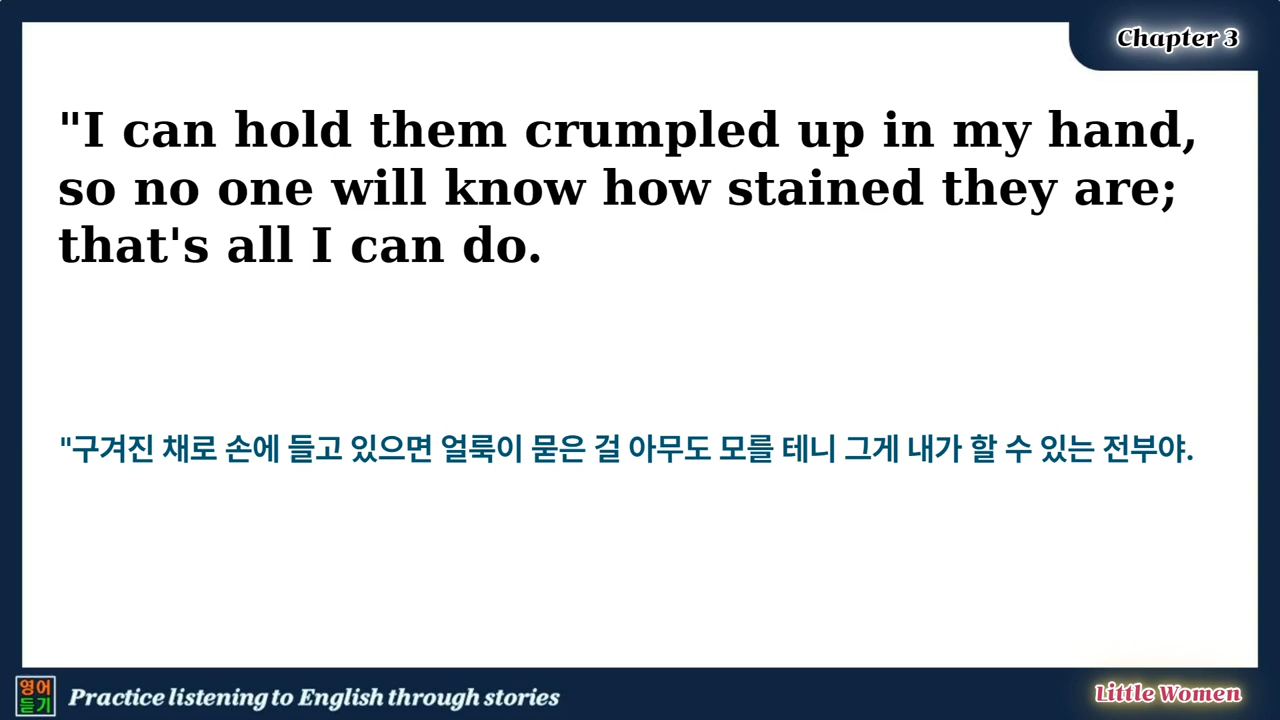 Chapter 3
"I can hold them crumpled up in my hand,
so no one will know how stained they are;
that's all I can do.
"구겨진 채로 손에 들고 있으면 얼룩이 묻은 걸 아무도 모를 테니 그게 내가 할 수 있는 전부야.
영어
듣기
Practice listening to English through stories
Little Women